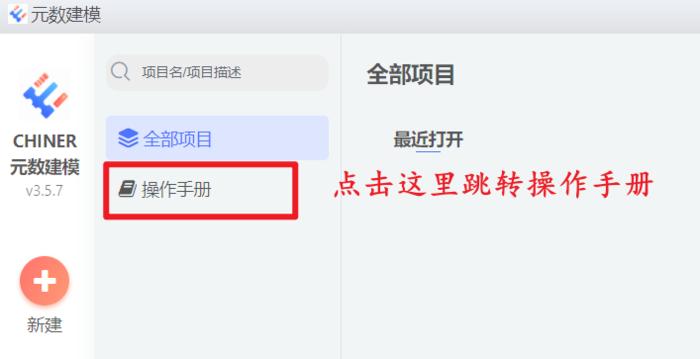 元数建模
CHINER
元数建模
v3.5.7
新建
项目名/项目描述
全部项目
操作手册
全部项目
最近打开
点击这里跳转操作手册